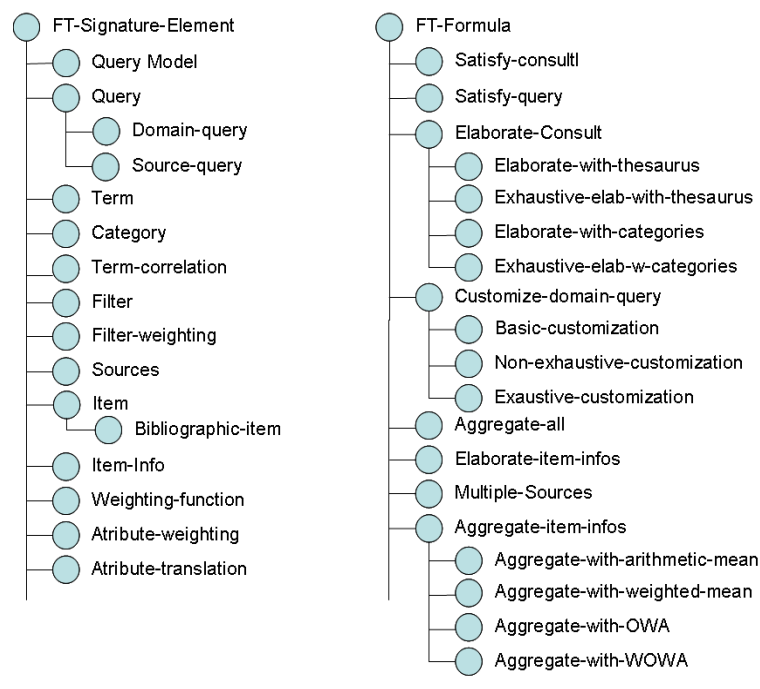 FT-Signature-Element
Query Model
Query
Domain-query
Source-query
Term
Category
Term-correlation
Filter
Filter-weighting
Sources
Item
Bibliographic-item
Item-Info
Weighting-function
Atribute-weighting
Atribute-translation
FT-Formula
Satisfy-consultl
Satisfy-query
Elaborate-Consult
Elaborate-with-thesaurus
Exhaustive-elab-with-thesaurus
Elaborate-with-categories
Exhaustive-elab-w-categories
Customize-domain-query
Basic-customization
Non-exhaustive-customization
Exaustive-customization
Aggregate-all
Elaborate-item-infos
Multiple-Sources
Aggregate-item-infos
Aggregate-with-arithmetic-mean
Aggregate-with-weighted-mean
Aggregate-with-OWA
Aggregate-with-WOWA